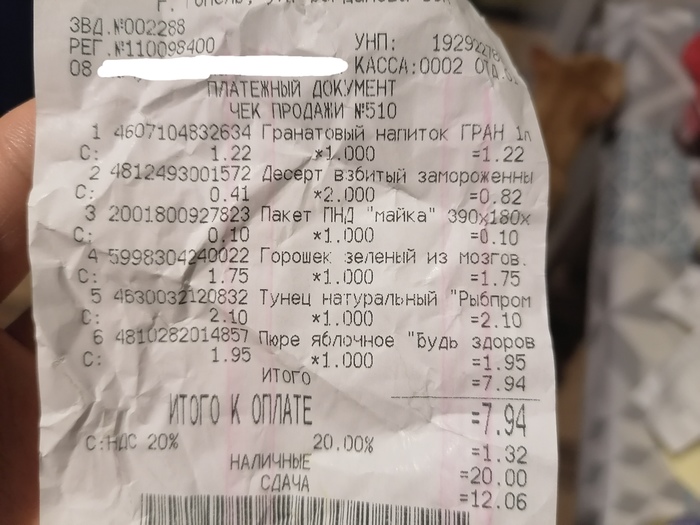 ЗВД.№002288
РЕГ.№110098400 УНП:
08 КАССА:0002
ПЛАТЕЖНЫЙ ДОКУМЕНТ
ЧЕК ПРОДАЖИ №510
1 4607104832634 Гранатовый напиток ГРАН 1л
С: 1.22 *1.000 =1.22
2 4812493001572 Десерт взбитый замороженны
С: 0.41 *2.000 =0.82
3 2001800927823 Пакет ПНД "майка" 390x180x
С: 0.10 *1.000 =0.10
4 5998304240022 Горошек зеленый из мозгов.
С: 1.75 *1.000 =1.75
5 4630032120832 Тунец натуральный "Рыбпром
С: 2.10 *1.000 =2.10
6 4810282014857 Пюре яблочное "Будь здоров
С: 1.95 *1.000 =1.95
ИТОГО =7.94
ИТОГО К ОПЛАТЕ =7.94
С:НДС 20% 20.00% =1.32
НАЛИЧНЫЕ =20.00
СДАЧА =12.06